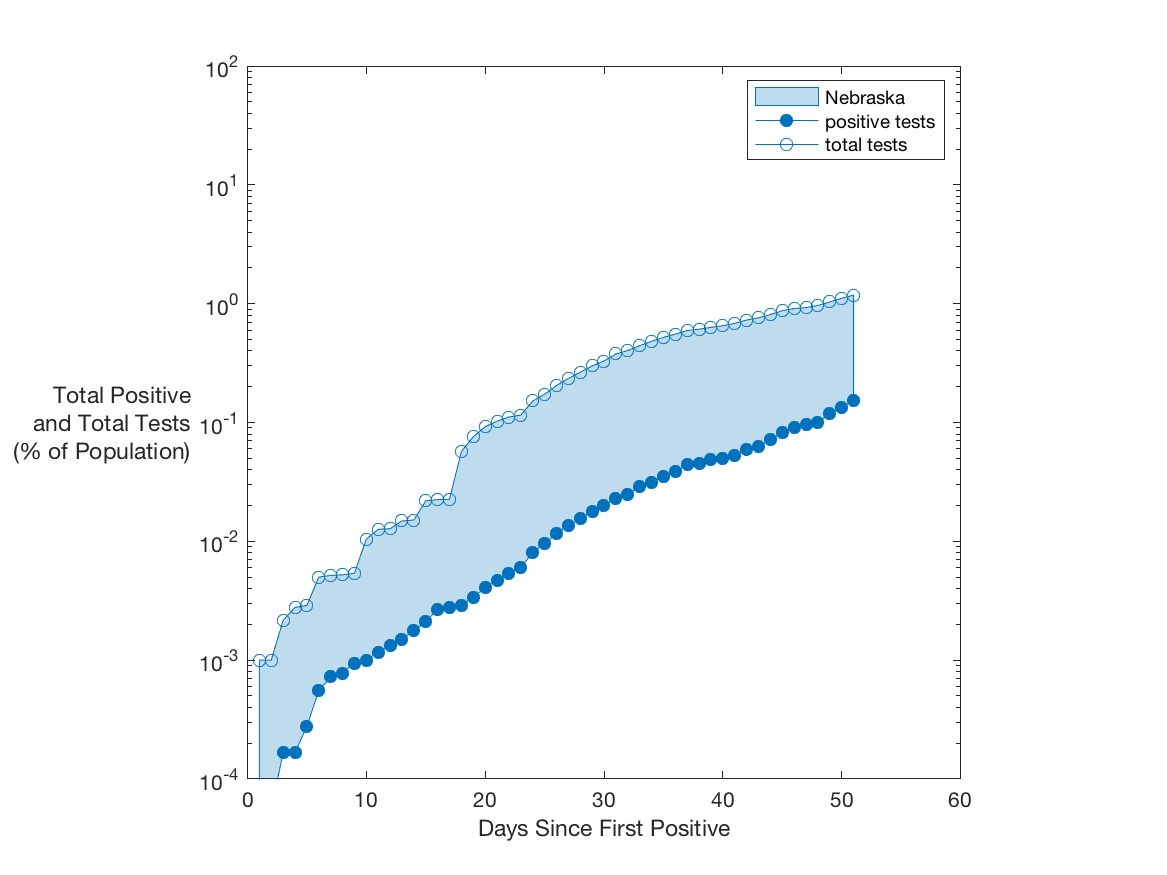 10^2
10^1
10^0
10^-1
10^-2
10^-3
10^-4
Total Positive
and Total Tests
(% of Population)
Nebraska
positive tests
total tests
0 10 20 30 40 50 60
Days Since First Positive